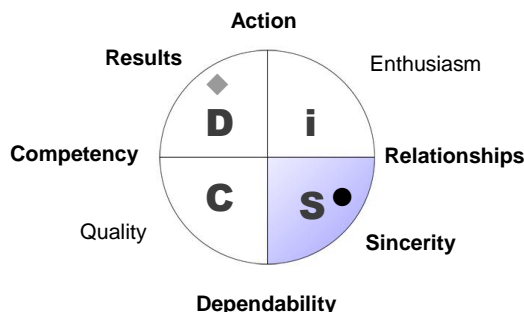 Action
Results
Enthusiasm
D
i
Competency
Relationships
C
S
Quality
Sincerity
Dependability